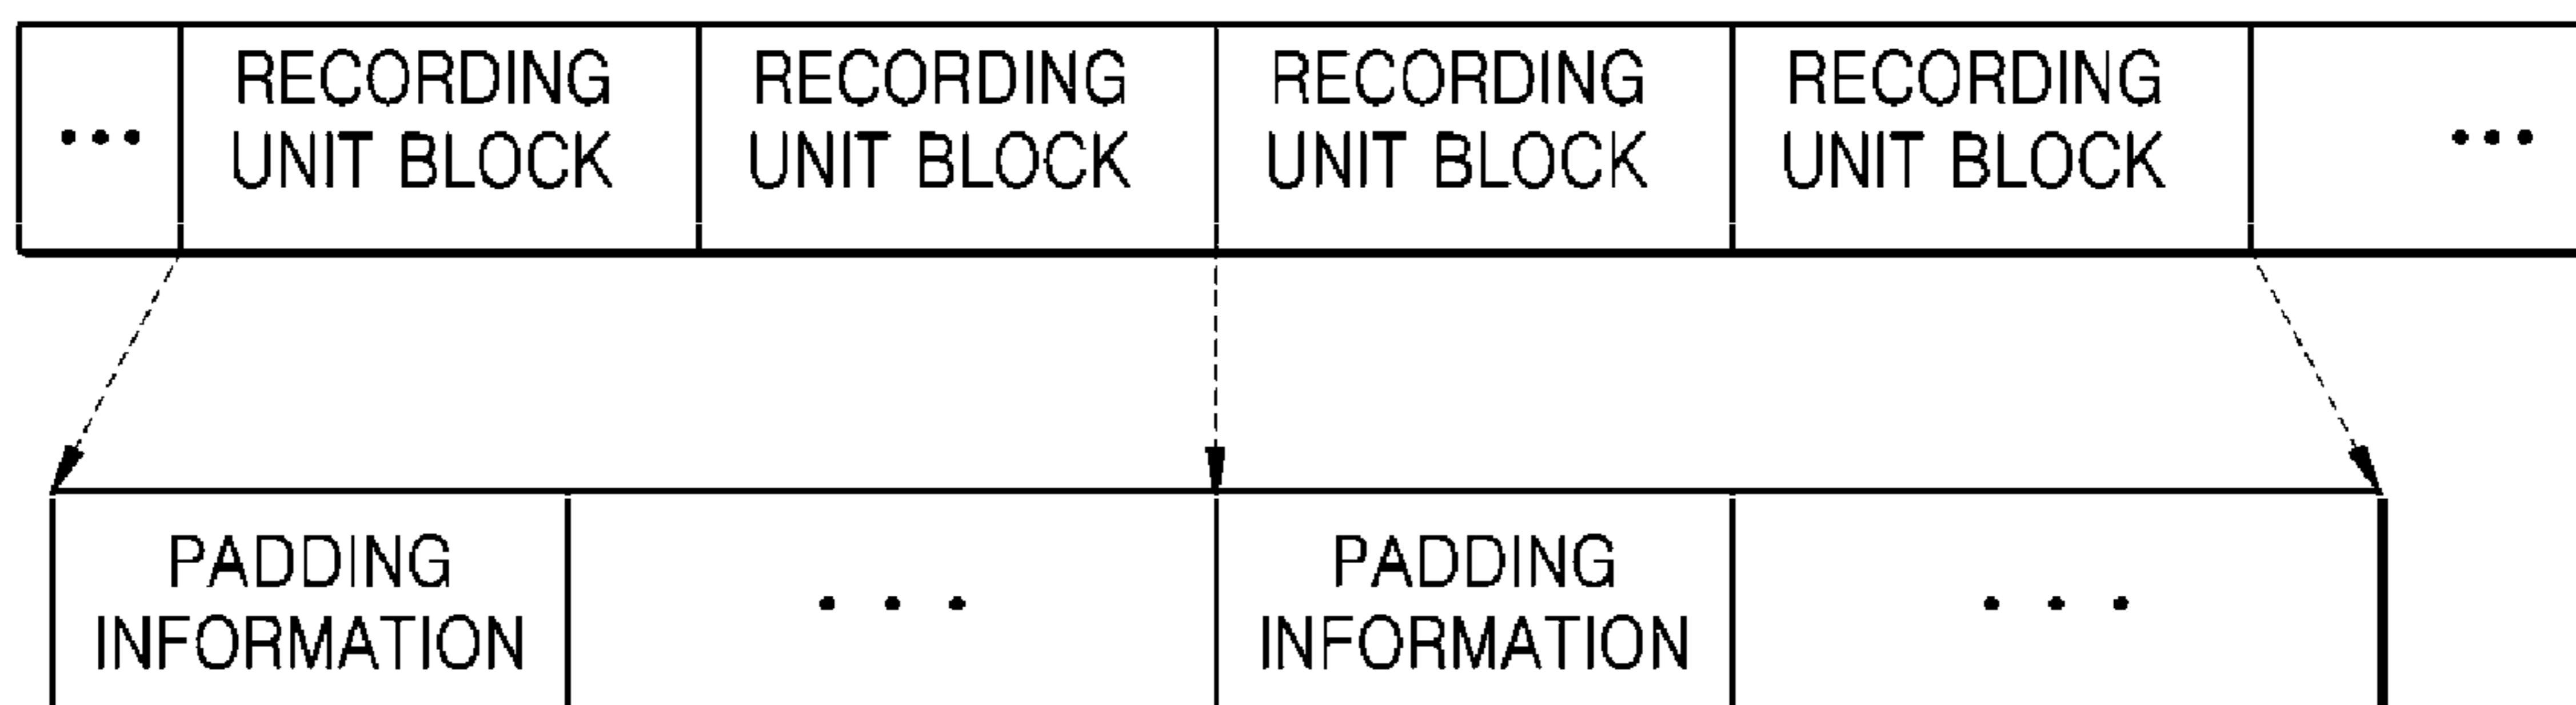 ... RECORDING RECORDING RECORDING RECORDING ...
UNIT BLOCK UNIT BLOCK UNIT BLOCK UNIT BLOCK
PADDING . . . PADDING . . .
INFORMATION INFORMATION